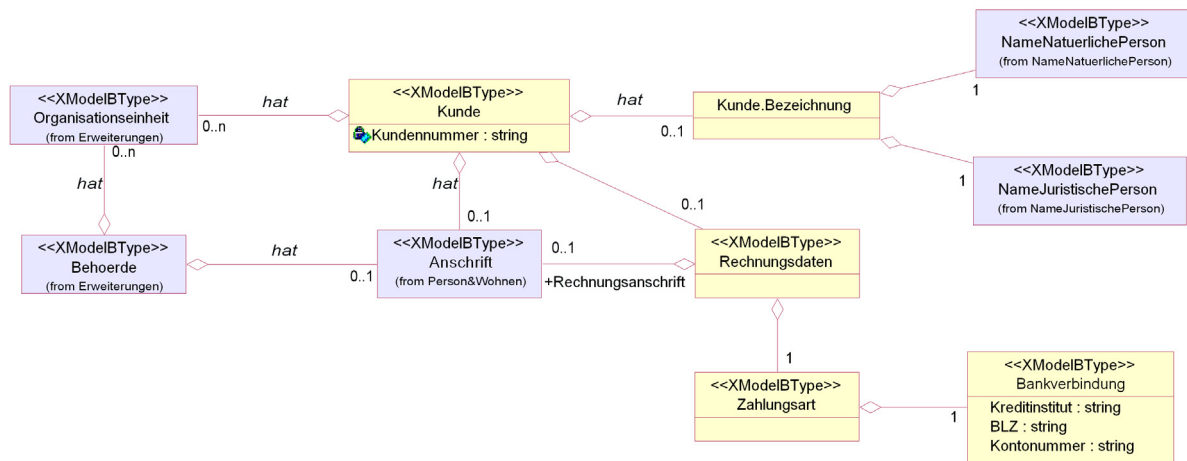 <<XModelBType>>
NameNatuerlichePerson
(from NameNatuerlichePerson)
1
<<XModelBType>>
Organisationseinheit
(from Erweiterungen)
0..n
0..n
hat
<<XModelBType>>
Kunde
Kundennummer : string
hat
0..1
Kunde.Bezeichnung
1
<<XModelBType>>
NameJuristischePerson
(from NameJuristischePerson)
hat
hat
0..1
0..1
<<XModelBType>>
Behoerde
(from Erweiterungen)
hat
0..1
<<XModelBType>>
Anschrift
(from Person&Wohnen)
0..1
+Rechnungsanschrift
<<XModelBType>>
Rechnungsdaten
1
<<XModelBType>>
Zahlungsart
1
<<XModelBType>>
Bankverbindung
Kreditinstitut : string
BLZ : string
Kontonummer : string